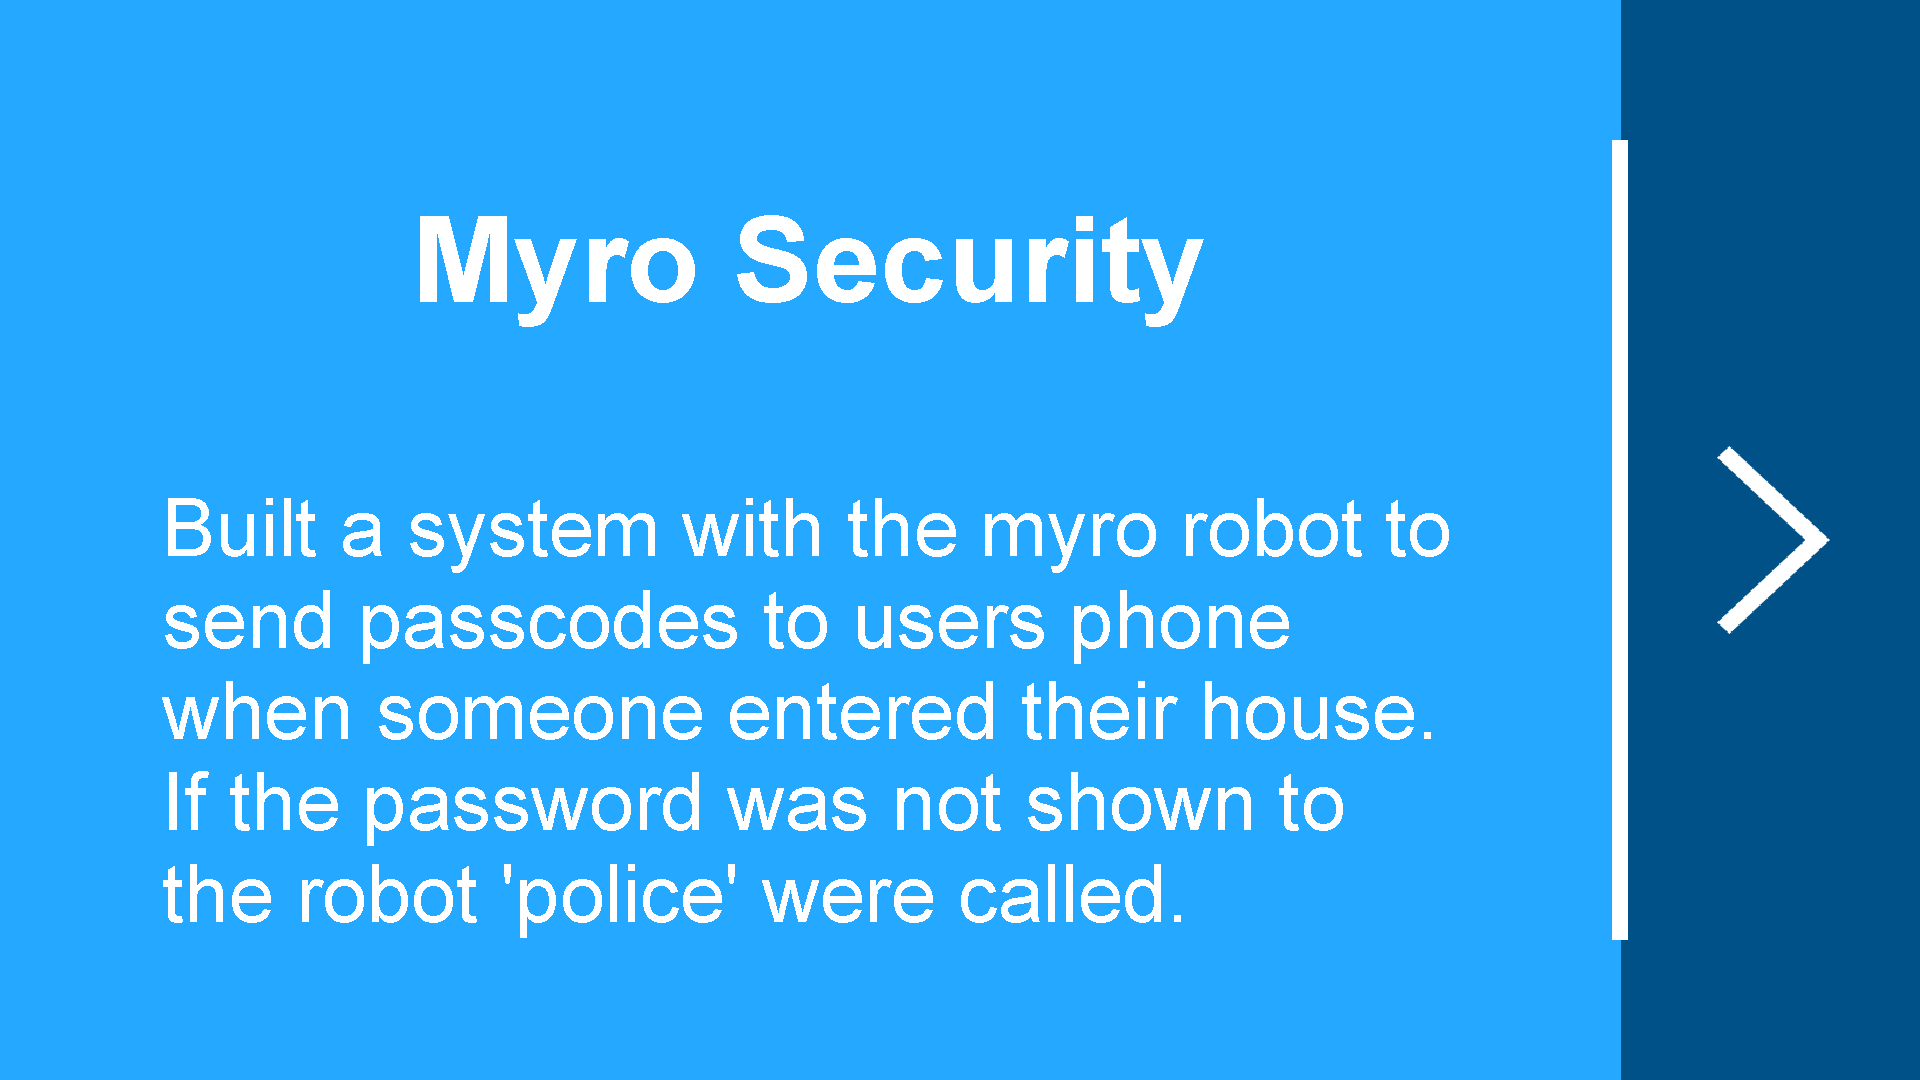 Myro Security
Built a system with the myro robot to
send passcodes to users phone
when someone entered their house.
If the password was not shown to
the robot 'police' were called.